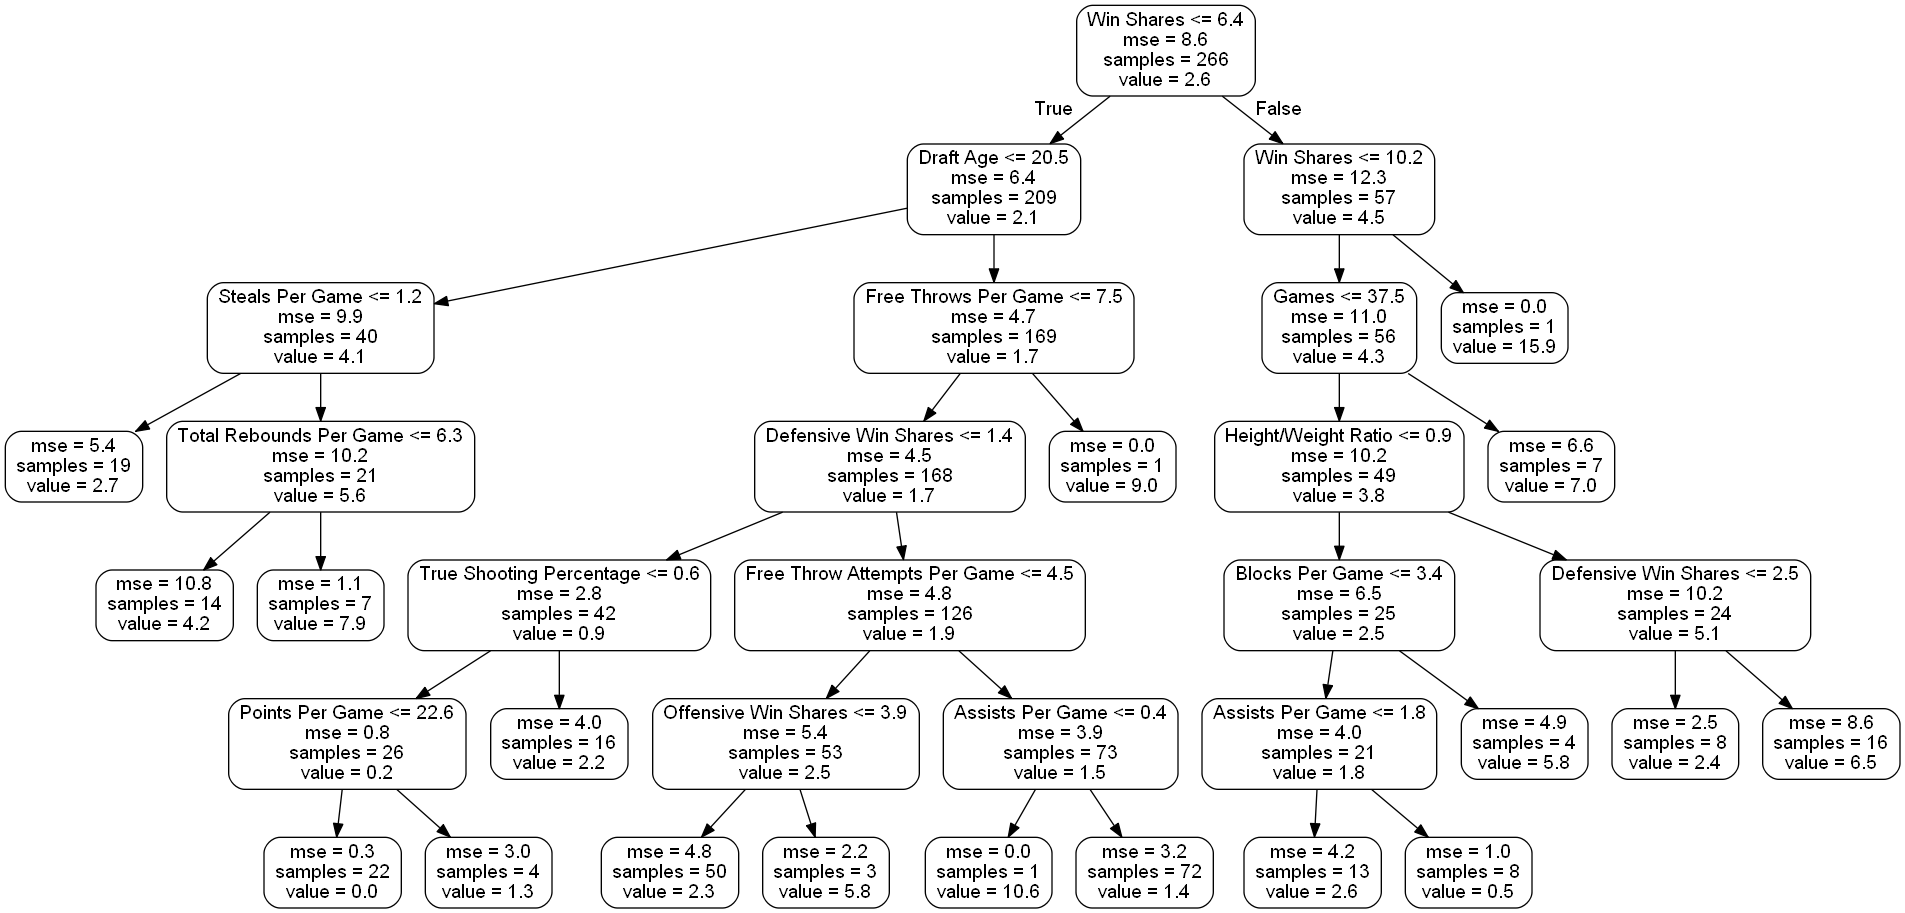 Win Shares <= 6.4
mse = 8.6
samples = 266
value = 2.6
True
False
Draft Age <= 20.5
mse = 6.4
samples = 209
value = 2.1
Win Shares <= 10.2
mse = 12.3
samples = 57
value = 4.5
Steals Per Game <= 1.2
mse = 9.9
samples = 40
value = 4.1
Free Throws Per Game <= 7.5
mse = 4.7
samples = 169
value = 1.7
Games <= 37.5
mse = 11.0
samples = 56
value = 4.3
mse = 0.0
samples = 1
value = 15.9
mse = 5.4
samples = 19
value = 2.7
Total Rebounds Per Game <= 6.3
mse = 10.2
samples = 21
value = 5.6
Defensive Win Shares <= 1.4
mse = 4.5
samples = 168
value = 1.7
mse = 0.0
samples = 1
value = 9.0
Height/Weight Ratio <= 0.9
mse = 10.2
samples = 49
value = 3.8
mse = 6.6
samples = 7
value = 7.0
mse = 10.8
samples = 14
value = 4.2
mse = 1.1
samples = 7
value = 7.9
True Shooting Percentage <= 0.6
mse = 2.8
samples = 42
value = 0.9
Free Throw Attempts Per Game <= 4.5
mse = 4.8
samples = 126
value = 1.9
Blocks Per Game <= 3.4
mse = 6.5
samples = 25
value = 2.5
Defensive Win Shares <= 2.5
mse = 10.2
samples = 24
value = 5.1
Points Per Game <= 22.6
mse = 0.8
samples = 26
value = 0.2
mse = 4.0
samples = 16
value = 2.2
Offensive Win Shares <= 3.9
mse = 5.4
samples = 53
value = 2.5
Assists Per Game <= 0.4
mse = 3.9
samples = 73
value = 1.5
Assists Per Game <= 1.8
mse = 4.0
samples = 21
value = 1.8
mse = 4.9
samples = 4
value = 5.8
mse = 2.5
samples = 8
value = 2.4
mse = 8.6
samples = 16
value = 6.5
mse = 0.3
samples = 22
value = 0.0
mse = 3.0
samples = 4
value = 1.3
mse = 4.8
samples = 50
value = 2.3
mse = 2.2
samples = 3
value = 5.8
mse = 0.0
samples = 1
value = 10.6
mse = 3.2
samples = 72
value = 1.4
mse = 4.2
samples = 13
value = 2.6
mse = 1.0
samples = 8
value = 0.5